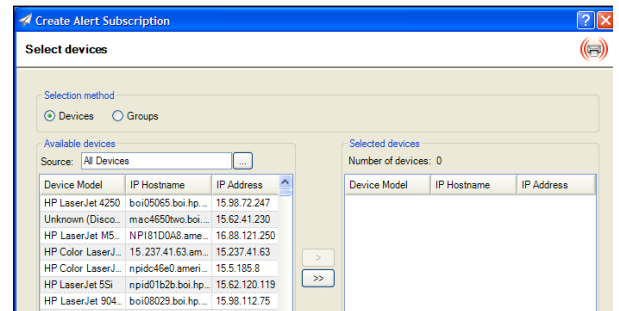 Create Alert Subscription
Select devices
Selection method
Devices Groups
Available devices
Source: All Devices ...
Device Model IP Hostname IP Address
HP LaserJet 4250 boi05065.boi.hp.... 15.98.72.247
Unknown (Disco... mac4650two.boi.... 15.62.41.230
HP LaserJet M5... NPI81D0A8.ame... 16.88.121.250
HP Color LaserJ... 15.237.41.63.am... 15.237.41.63
HP Color LaserJ... npidc46e0.ameri... 15.5.185.8
HP LaserJet 5Si npid01b2b.boi.hp... 15.62.120.119
HP LaserJet 904... boi08029.boi.hp.... 15.98.112.75
>
>>
Selected devices
Number of devices: 0
Device Model IP Hostname IP Address